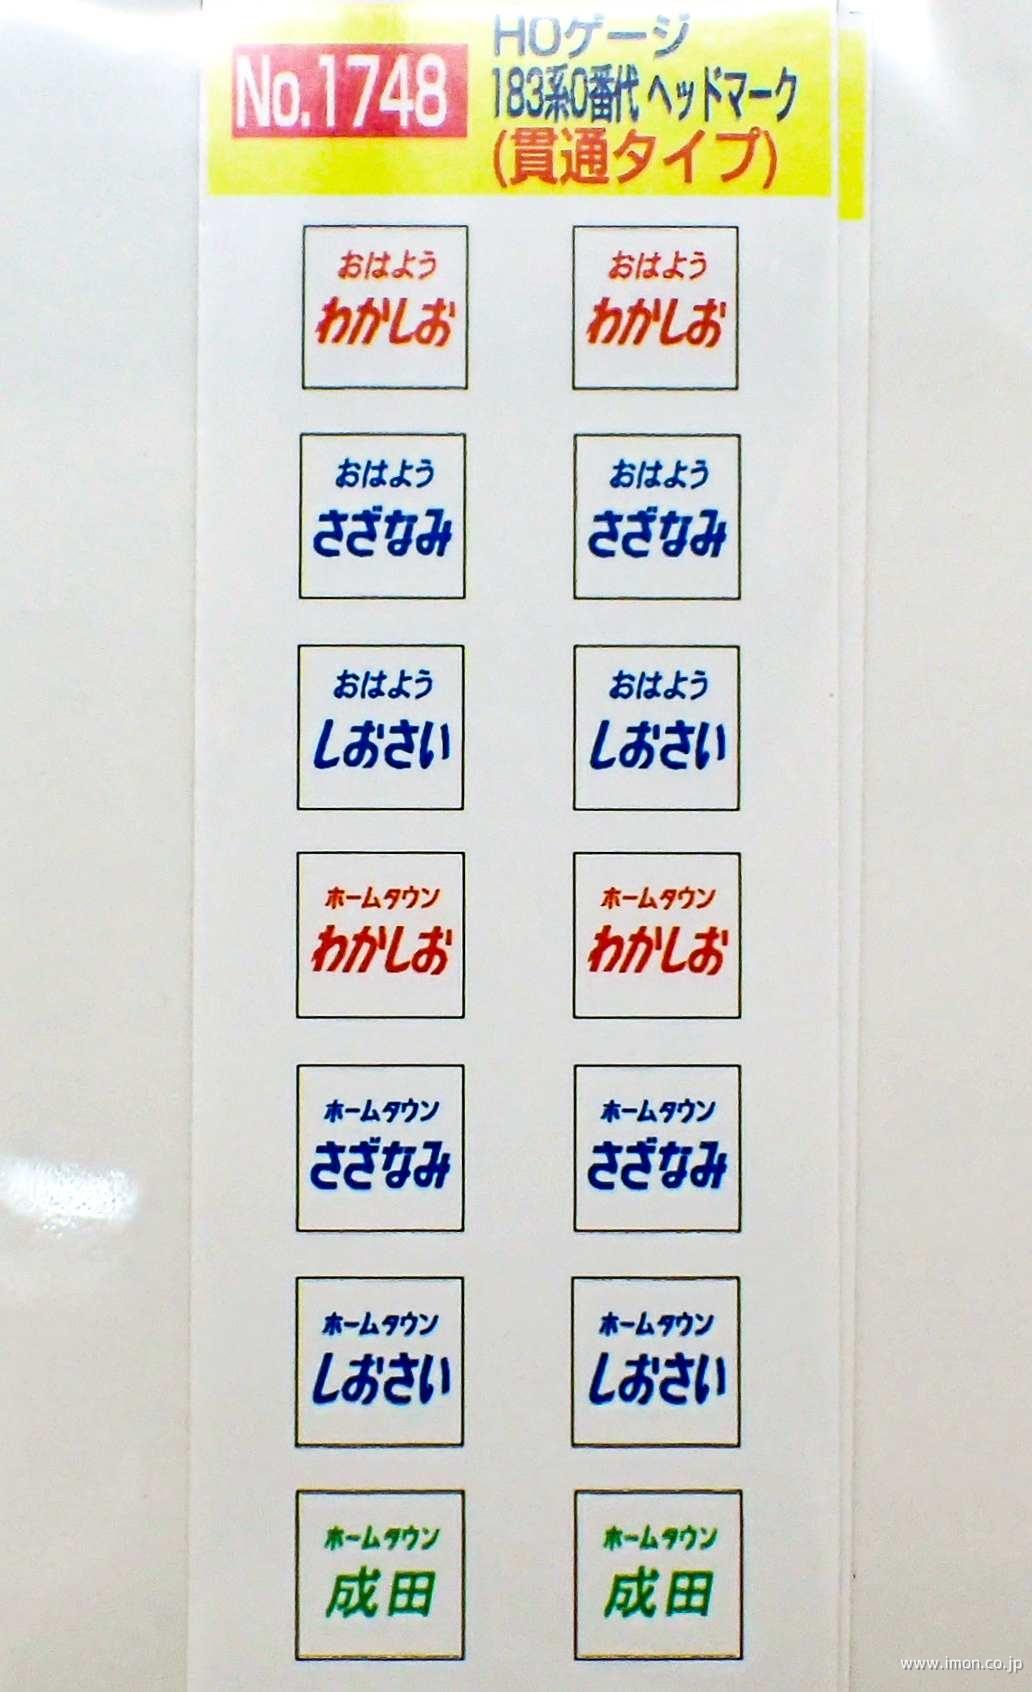 No.1748
HOゲージ
183系0番代 ヘッドマーク
(貫通タイプ)
おはよう おはよう
わかしお わかしお
おはよう おはよう
さざなみ さざなみ
おはよう おはよう
しおさい しおさい
ホームタウン ホームタウン
わかしお わかしお
ホームタウン ホームタウン
さざなみ さざなみ
ホームタウン ホームタウン
しおさい しおさい
ホームタウン ホームタウン
成田 成田
www.imon.co.jp